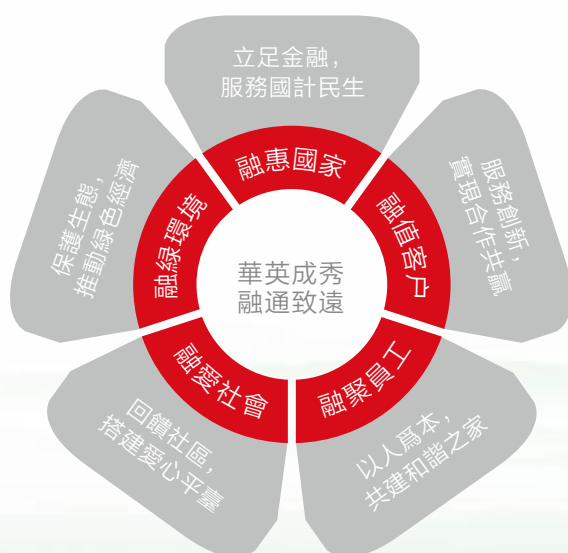 立足金融，
服務國計民生
融惠國家
服務創新，
實現合作共贏
融值客户
以人爲本，
共建和諧之家
融聚員工
回饋社區，
搭建愛心平臺
融愛社會
保護生態，
推動綠色經濟
融緑環境
華英成秀
融通致遠